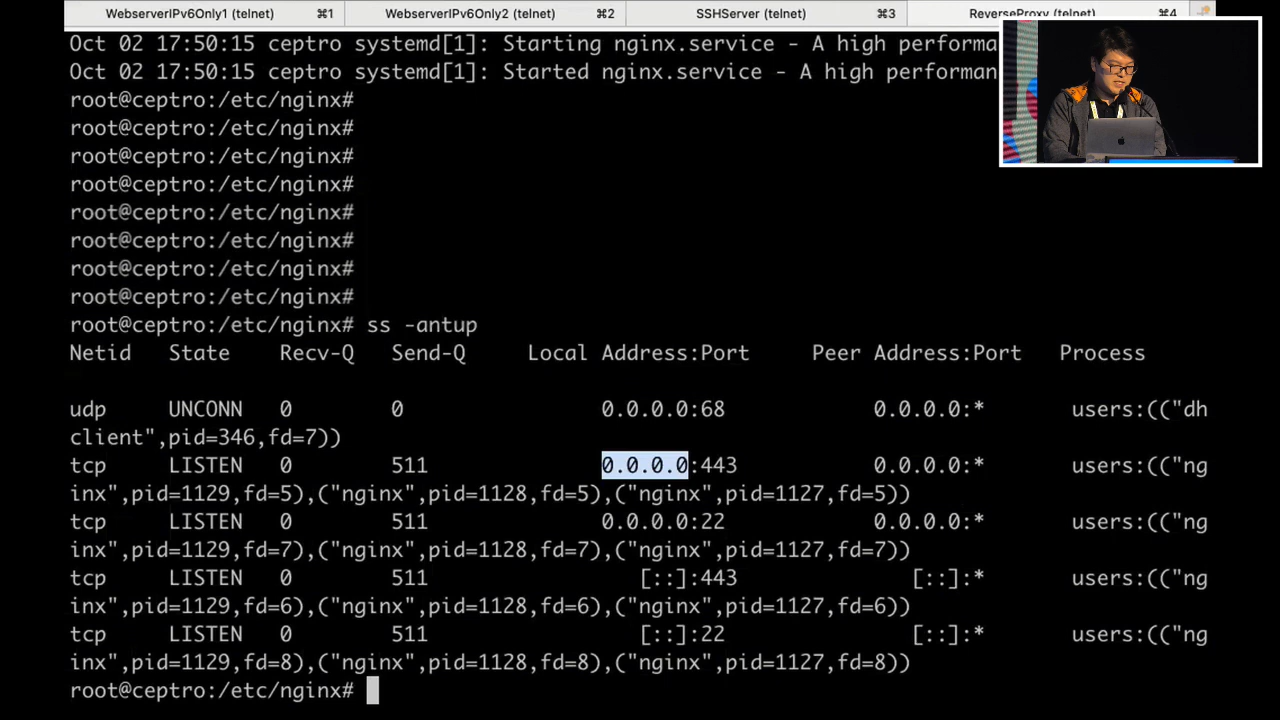 WebserverIPv6Only1 (telnet) ⌘1 WebserverIPv6Only2 (telnet) ⌘2 SSHServer (telnet) ⌘3 ReverseProxy (telnet) ⌘4
Oct 02 17:50:15 ceptro systemd[1]: Starting nginx.service - A high performa
Oct 02 17:50:15 ceptro systemd[1]: Started nginx.service - A high performan
root@ceptro:/etc/nginx#
root@ceptro:/etc/nginx#
root@ceptro:/etc/nginx#
root@ceptro:/etc/nginx#
root@ceptro:/etc/nginx#
root@ceptro:/etc/nginx#
root@ceptro:/etc/nginx#
root@ceptro:/etc/nginx#
root@ceptro:/etc/nginx# ss -antup
Netid State Recv-Q Send-Q Local Address:Port Peer Address:Port Process
udp UNCONN 0 0 0.0.0.0:68 0.0.0.0:* users:(("dh
client",pid=346,fd=7))
tcp LISTEN 0 511 0.0.0.0:443 0.0.0.0:* users:(("ng
inx",pid=1129,fd=5),("nginx",pid=1128,fd=5),("nginx",pid=1127,fd=5))
tcp LISTEN 0 511 0.0.0.0:22 0.0.0.0:* users:(("ng
inx",pid=1129,fd=7),("nginx",pid=1128,fd=7),("nginx",pid=1127,fd=7))
tcp LISTEN 0 511 [::]:443 [::]:* users:(("ng
inx",pid=1129,fd=6),("nginx",pid=1128,fd=6),("nginx",pid=1127,fd=6))
tcp LISTEN 0 511 [::]:22 [::]:* users:(("ng
inx",pid=1129,fd=8),("nginx",pid=1128,fd=8),("nginx",pid=1127,fd=8))
root@ceptro:/etc/nginx#